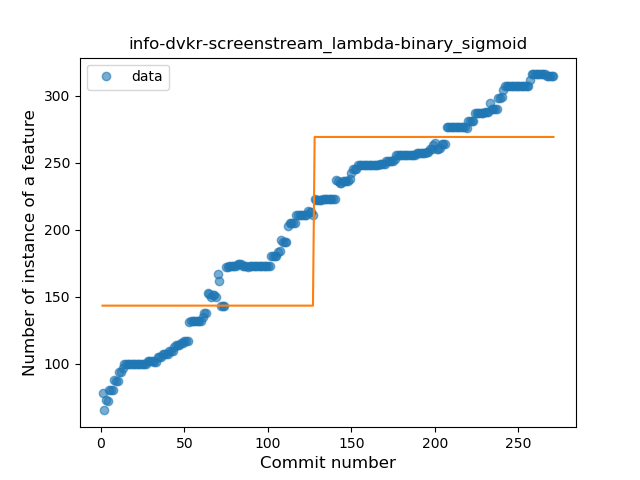 info-dvkr-screenstream_lambda-binary_sigmoid
data
Number of instance of a feature
300
250
200
150
100
0
50
100
150
200
250
Commit number